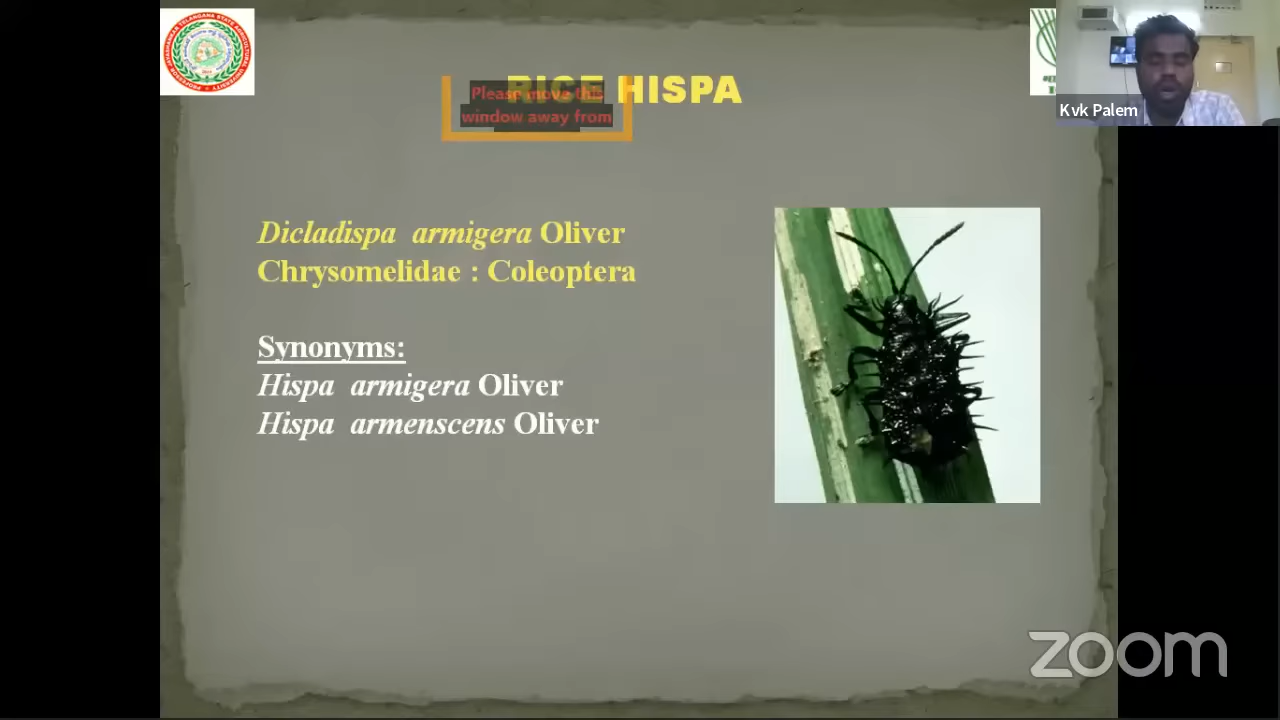 RICE HISPA
Please move this
window away from
Kvk Palem
Dicladispa armigera Oliver
Chrysomelidae : Coleoptera
Synonyms:
Hispa armigera Oliver
Hispa armenscens Oliver
zoom